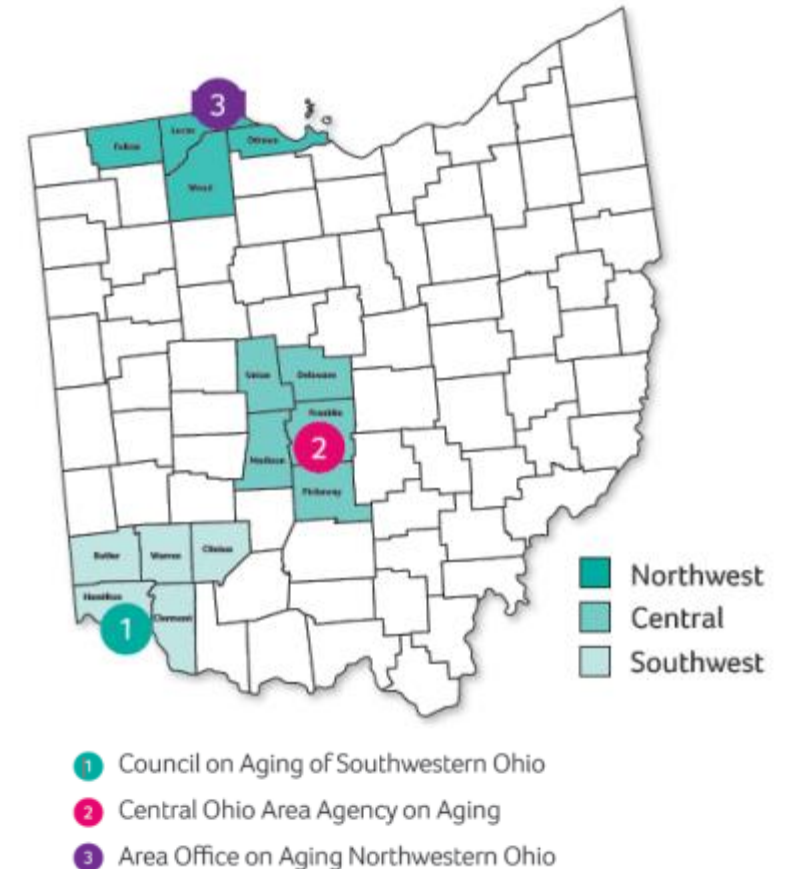 3
Lucas
Fulton
Ottawa
Wood
Union
Delaware
Franklin
2
Madison
Pickaway
Butler
Warren
Clinton
Hamilton
1
Clermont
Northwest
Central
Southwest
1 Council on Aging of Southwestern Ohio
2 Central Ohio Area Agency on Aging
3 Area Office on Aging Northwestern Ohio